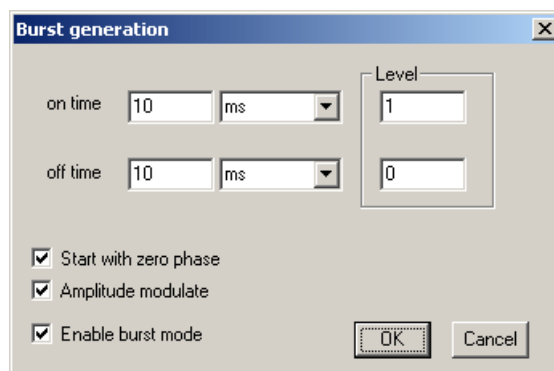 Burst generation
Level
on time 10 ms 1
off time 10 ms 0
Start with zero phase
Amplitude modulate
Enable burst mode OK Cancel